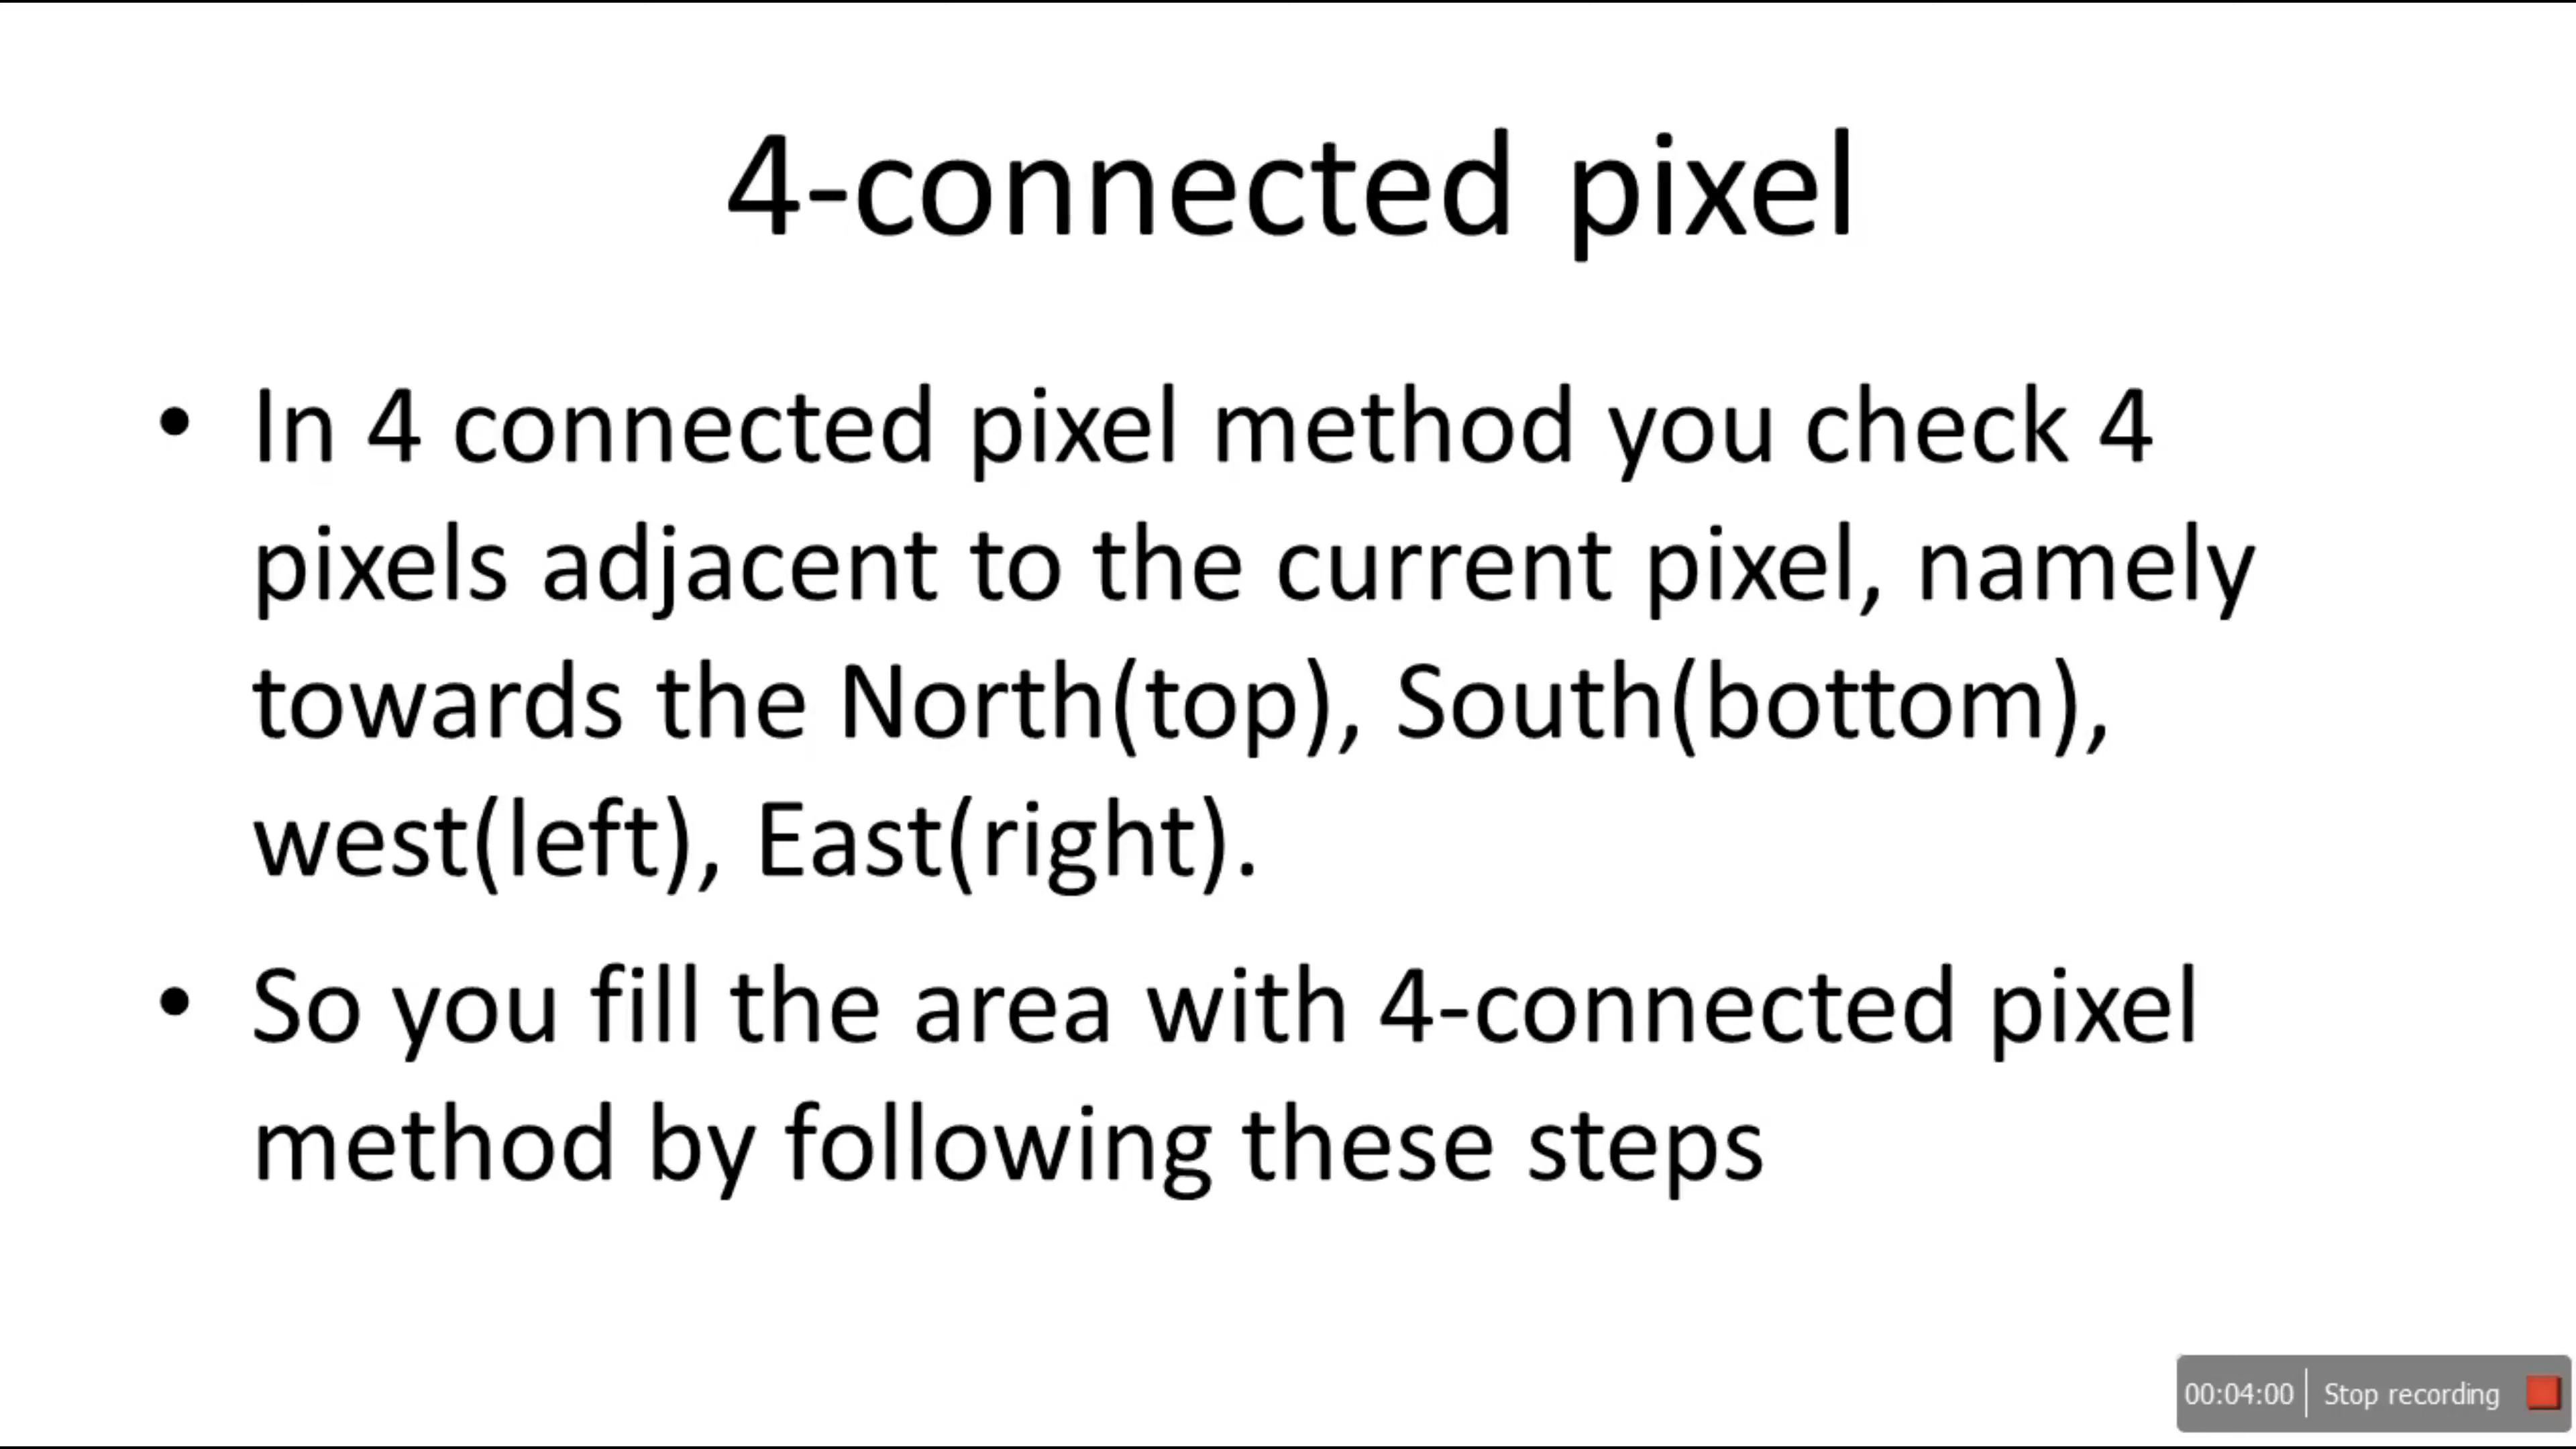 4-connected pixel
• In 4 connected pixel method you check 4
pixels adjacent to the current pixel, namely
towards the North(top), South(bottom),
west(left), East(right).
• So you fill the area with 4-connected pixel
method by following these steps
00:04:00 Stop recording